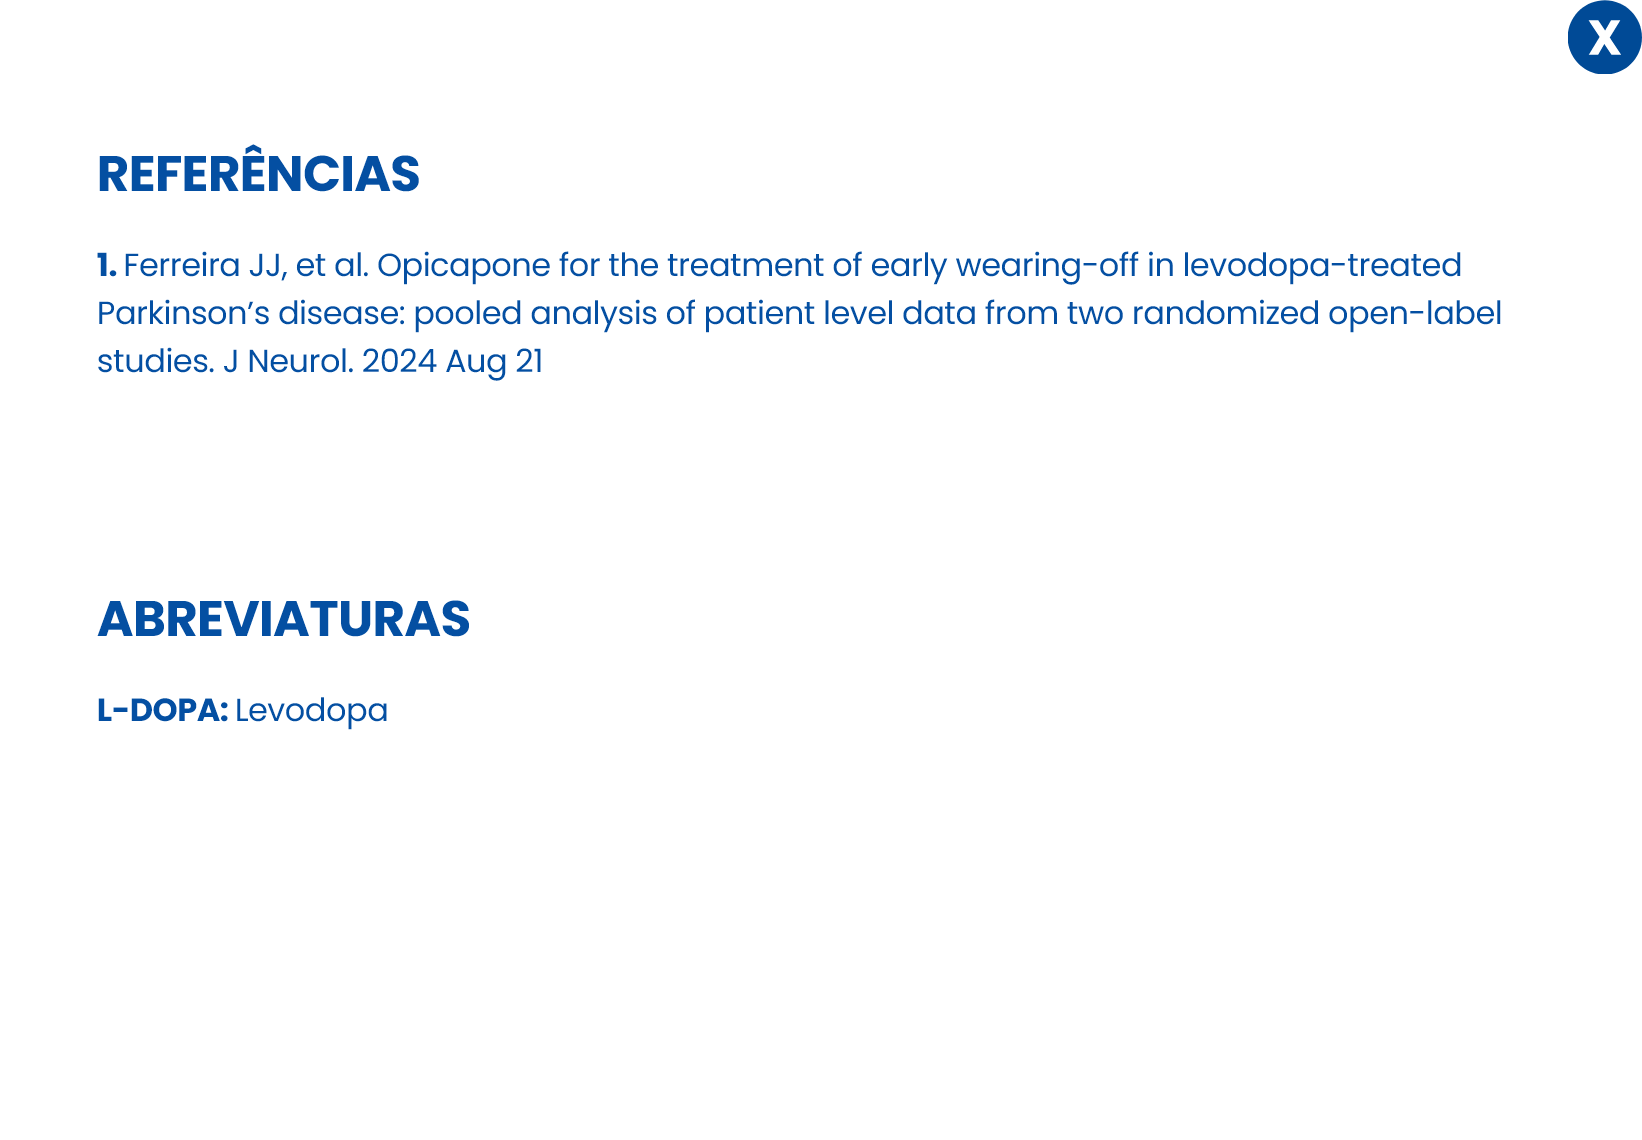 X
REFERÊNCIAS
1. Ferreira JJ, et al. Opicapone for the treatment of early wearing-off in levodopa-treated
Parkinson’s disease: pooled analysis of patient level data from two randomized open-label
studies. J Neurol. 2024 Aug 21
ABREVIATURAS
L-DOPA: Levodopa